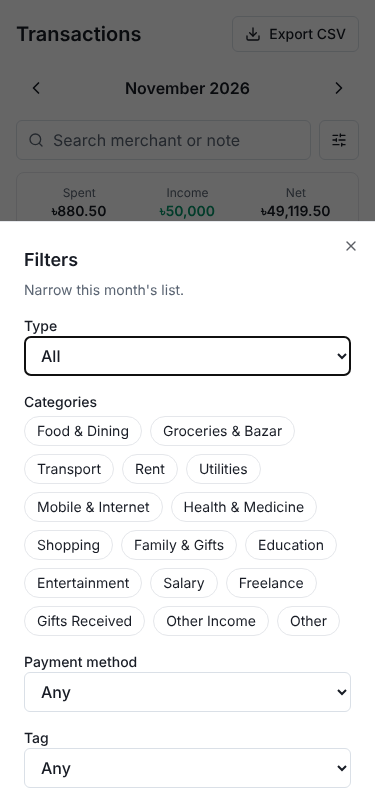 Transactions
Export CSV
November 2026
Search merchant or note
Spent Income Net
৳880.50 ৳50,000 ৳49,119.50
Filters
Narrow this month's list.
Type
All
Categories
Food & Dining Groceries & Bazar
Transport Rent Utilities
Mobile & Internet Health & Medicine
Shopping Family & Gifts Education
Entertainment Salary Freelance
Gifts Received Other Income Other
Payment method
Any
Tag
Any